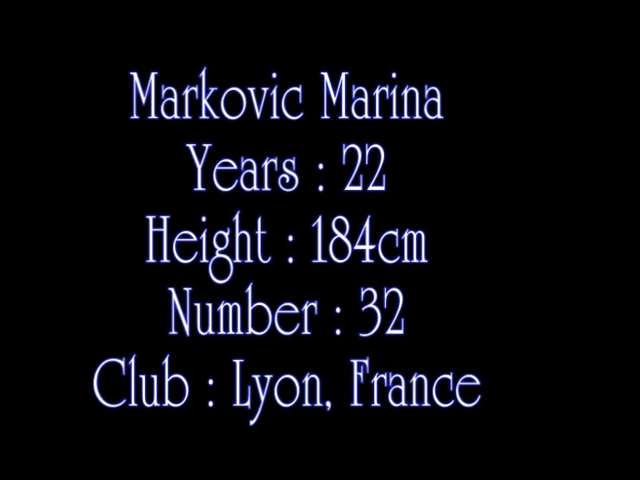 Markovic Marina
Years : 22
Height : 184cm
Number : 32
Club : Lyon, France